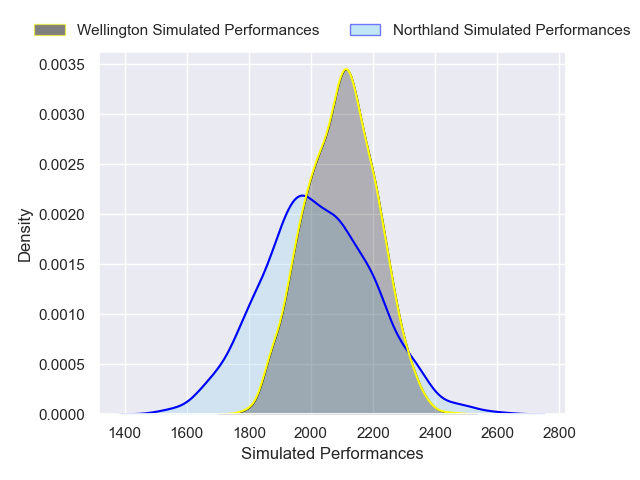 Wellington Simulated Performances
Northland Simulated Performances
0.0035
0.0030
0.0025
0.0020
0.0015
0.0010
0.0005
0.0000
Density
1400 1600 1800 2000 2200 2400 2600 2800
Simulated Performances